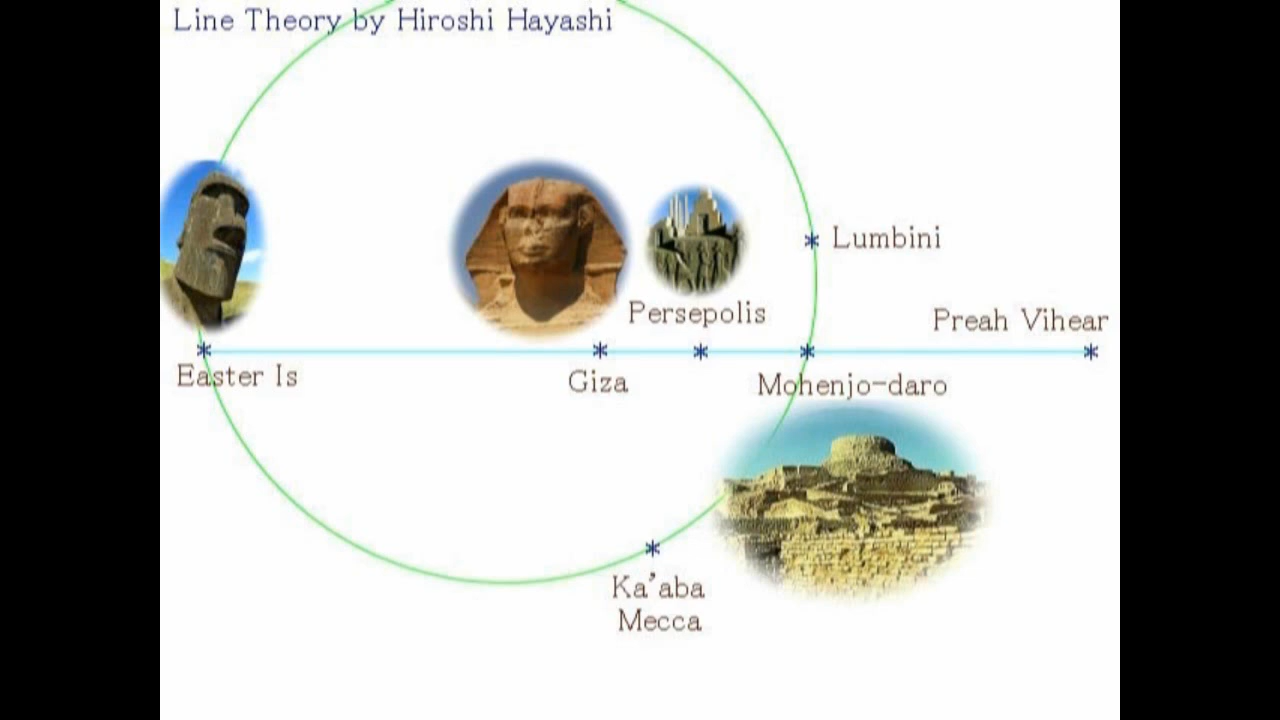 Line Theory by Hiroshi Hayashi
Lumbini
Persepolis
Preah Vihear
Easter Is
Giza
Mohenjo-daro
Ka'aba
Mecca